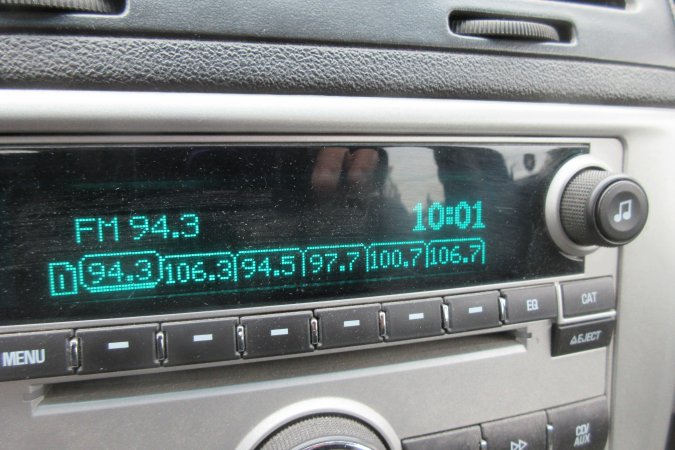 FM 94.3 10:01
1 94.3 106.3 94.5 97.7 100.7 106.7
MENU EQ CAT
EJECT
CD/
AUX